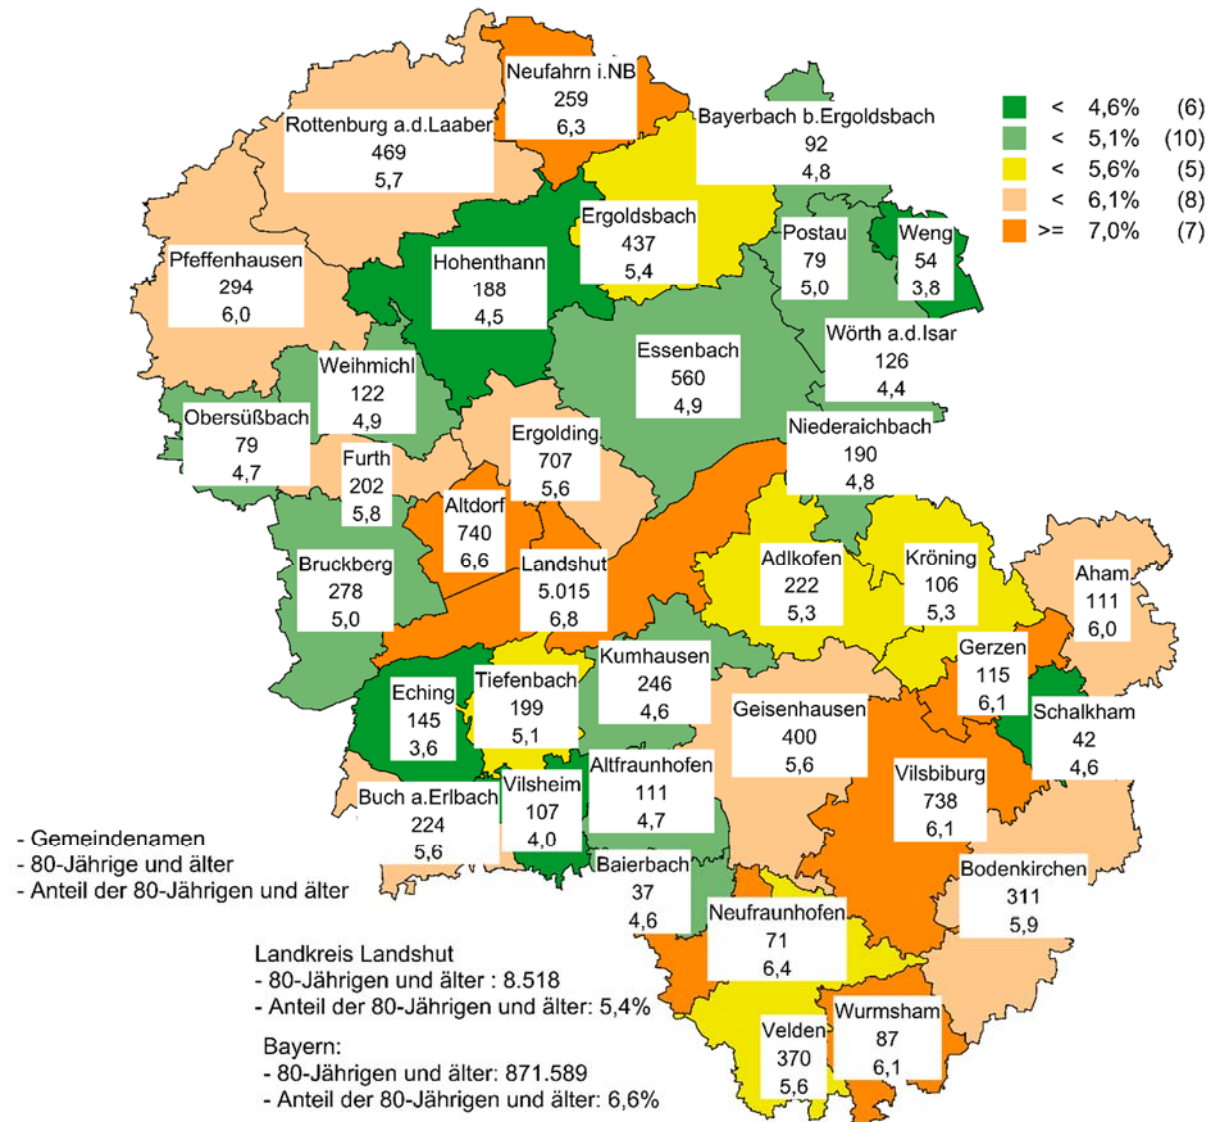 Neufahrn i.NB
259
6,3
Rottenburg a.d.Laaber
469
5,7
Bayerbach b.Ergoldsbach
92
4,8
< 4,6% (6)
< 5,1% (10)
< 5,6% (5)
< 6,1% (8)
>= 7,0% (7)
Ergoldsbach
437
5,4
Postau
79
5,0
Weng
54
3,8
Pfeffenhausen
294
6,0
Hohenthann
188
4,5
Wörth a.d.Isar
126
4,4
Essenbach
560
4,9
Weihmichl
122
4,9
Obersüßbach
79
4,7
Furth
202
5,8
Ergolding
707
5,6
Niederaichbach
190
4,8
Altdorf
740
6,6
Bruckberg
278
5,0
Landshut
5.015
6,8
Adlkofen
222
5,3
Kröning
106
5,3
Aham
111
6,0
Gerzen
115
6,1
Kumhausen
246
4,6
Eching
145
3,6
Tiefenbach
199
5,1
Geisenhausen
400
5,6
Schalkham
42
4,6
Altfraunhofen
111
4,7
Vilsbiburg
738
6,1
Vilsheim
107
4,0
Buch a.Erlbach
224
5,6
Baierbach
37
4,6
Bodenkirchen
311
5,9
Neufraunhofen
71
6,4
Wurmsham
87
6,1
Velden
370
5,6
- Gemeindenamen
- 80-Jährige und älter
- Anteil der 80-Jährigen und älter
Landkreis Landshut
- 80-Jährigen und älter : 8.518
- Anteil der 80-Jährigen und älter: 5,4%
Bayern:
- 80-Jährigen und älter: 871.589
- Anteil der 80-Jährigen und älter: 6,6%